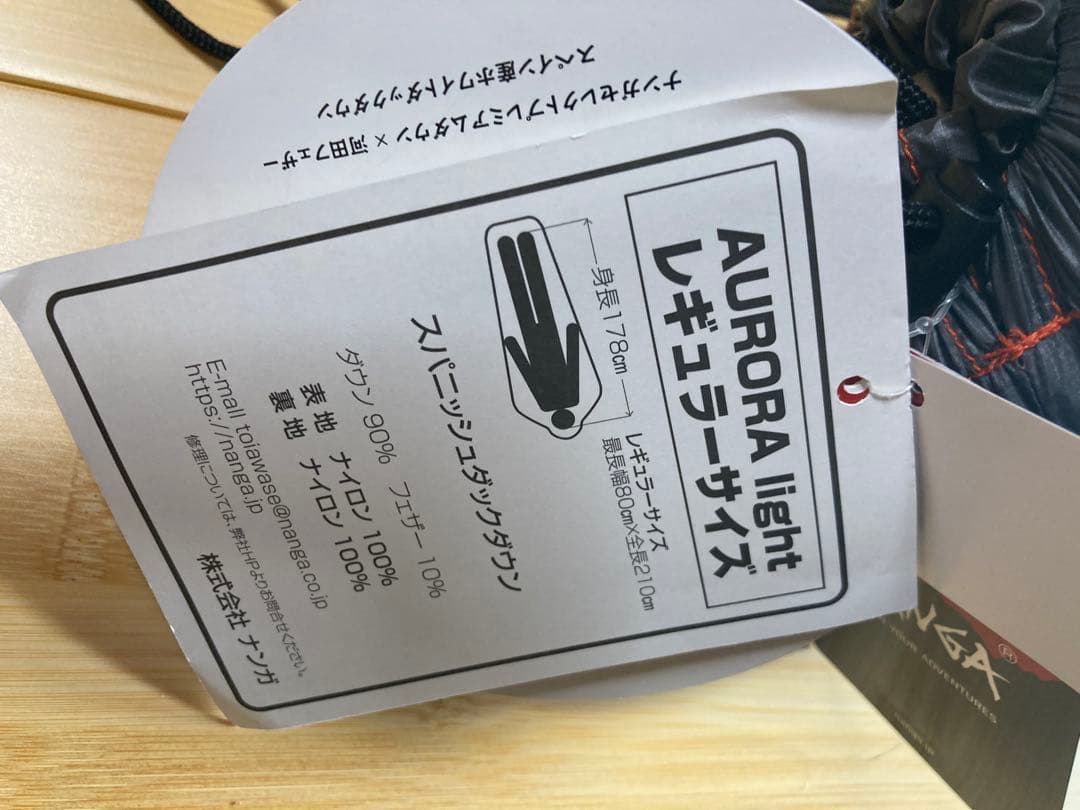 AURORA light
レギュラーサイズ
身長178㎝
レギュラーサイズ
最長幅80㎝×全長210㎝
スパニッシュダックダウン
ダウン 90% フェザー 10%
表地 ナイロン 100%
裏地 ナイロン 100%
E-mail toiawase@nanga.co.jp
https://nanga.jp
修理については、弊社HPよりお問合せください。
株式会社 ナンガ
ナンガセレクトプレミアムダウン × 河田フェザー
スペイン産ホワイトダックダウン
NANGA®
YOUR ADVENTURES